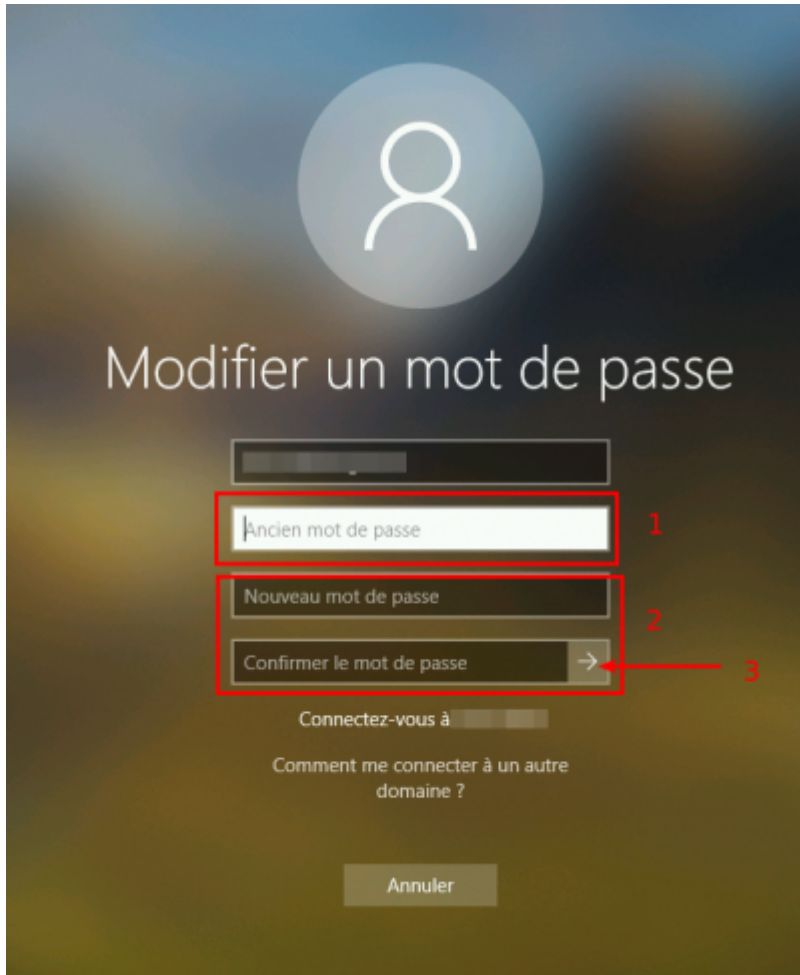 Modifier un mot de passe
Ancien mot de passe
1
Nouveau mot de passe
2
Confirmer le mot de passe
3
Connectez-vous à
Comment me connecter à un autre
domaine ?
Annuler